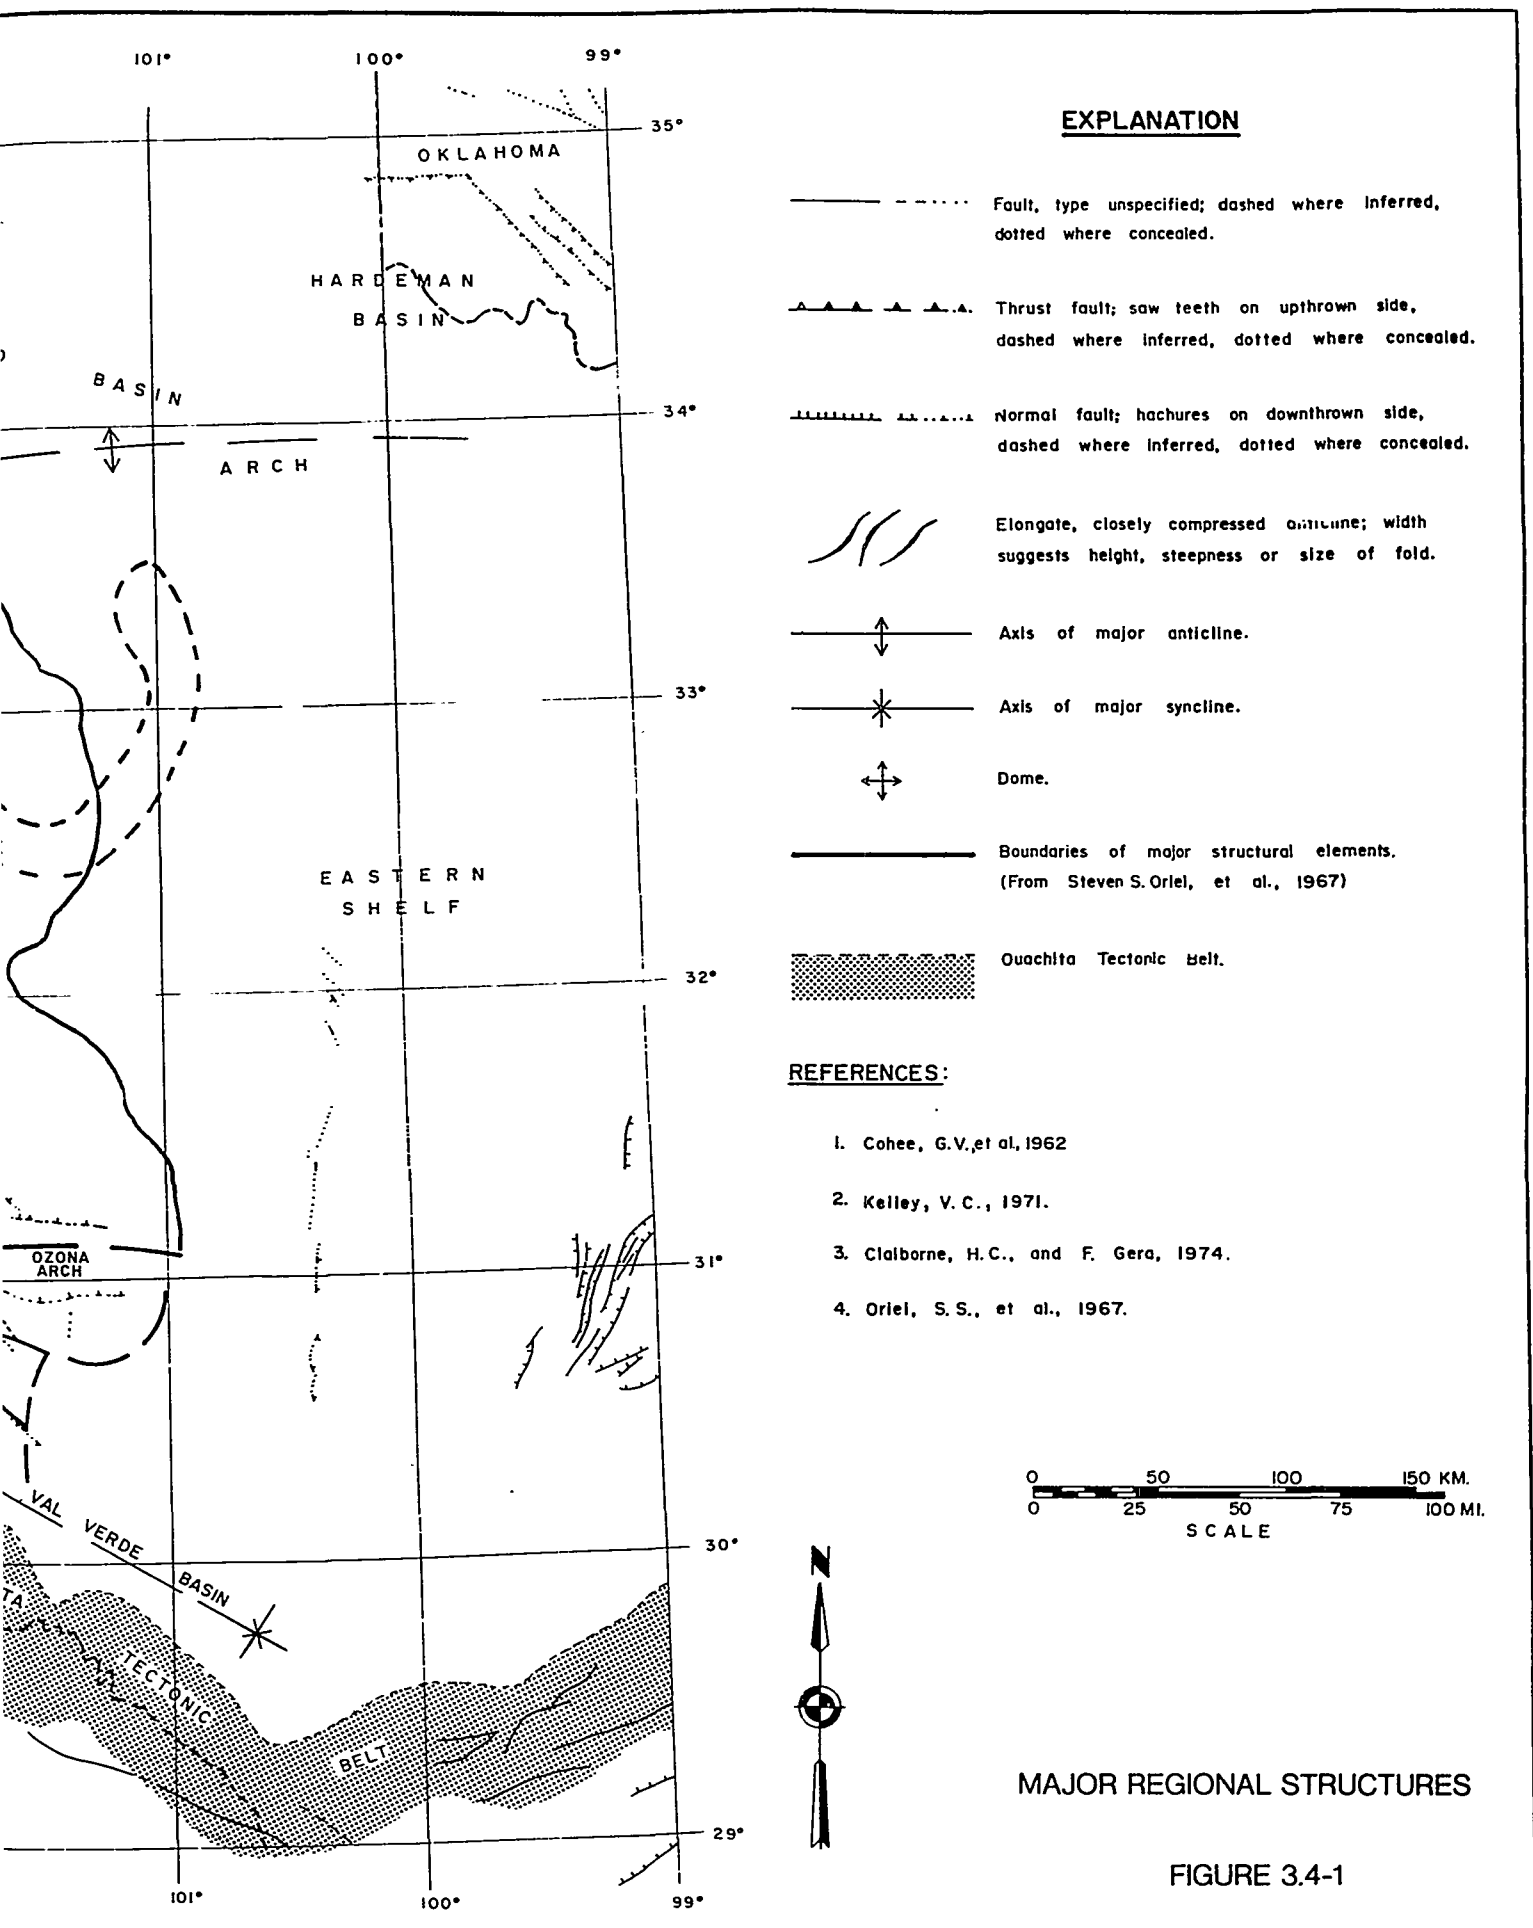 101° 100° 99°
35°
OKLAHOMA
HARDEMAN
BASIN
BASIN
34°
ARCH
33°
EASTERN
SHELF
32°
OZONA
ARCH
31°
VAL VERDE BASIN
30°
TA
TECTONIC
BELT
29°
101° 100° 99°
EXPLANATION
Fault, type unspecified; dashed where inferred,
dotted where concealed.
Thrust fault; saw teeth on upthrown side,
dashed where inferred, dotted where concealed.
Normal fault; hachures on downthrown side,
dashed where inferred, dotted where concealed.
Elongate, closely compressed anticline; width
suggests height, steepness or size of fold.
Axis of major anticline.
Axis of major syncline.
Dome.
Boundaries of major structural elements.
(From Steven S. Oriel, et al., 1967)
Ouachita Tectonic Belt.
REFERENCES:
1. Cohee, G.V., et al., 1962
2. Kelley, V.C., 1971.
3. Claiborne, H.C., and F. Gera, 1974.
4. Oriel, S.S., et al., 1967.
0 50 100 150 KM.
0 25 50 75 100 MI.
SCALE
N
MAJOR REGIONAL STRUCTURES
FIGURE 3.4-1